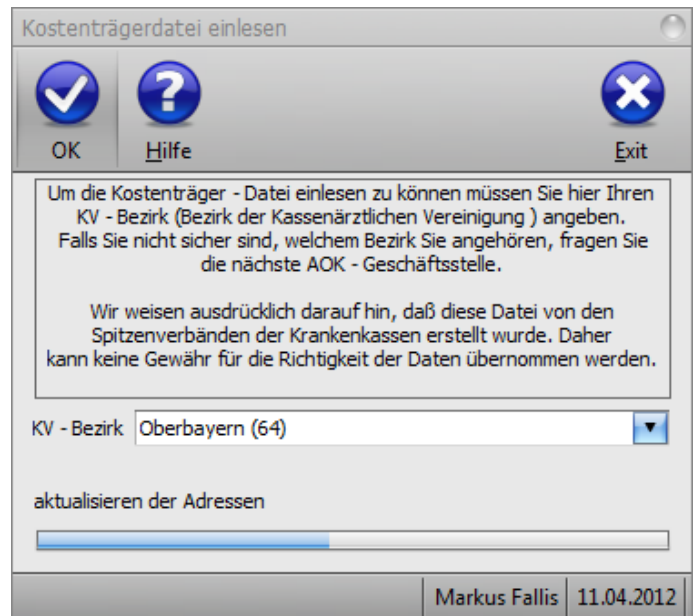 Kostenträgerdatei einlesen
OK
Hilfe
Exit
Um die Kostenträger - Datei einlesen zu können müssen Sie hier Ihren
KV - Bezirk (Bezirk der Kassenärztlichen Vereinigung ) angeben.
Falls Sie nicht sicher sind, welchem Bezirk Sie angehören, fragen Sie
die nächste AOK - Geschäftsstelle.
Wir weisen ausdrücklich darauf hin, daß diese Datei von den
Spitzenverbänden der Krankenkassen erstellt wurde. Daher
kann keine Gewähr für die Richtigkeit der Daten übernommen werden.
KV - Bezirk Oberbayern (64)
aktualisieren der Adressen
Markus Fallis 11.04.2012